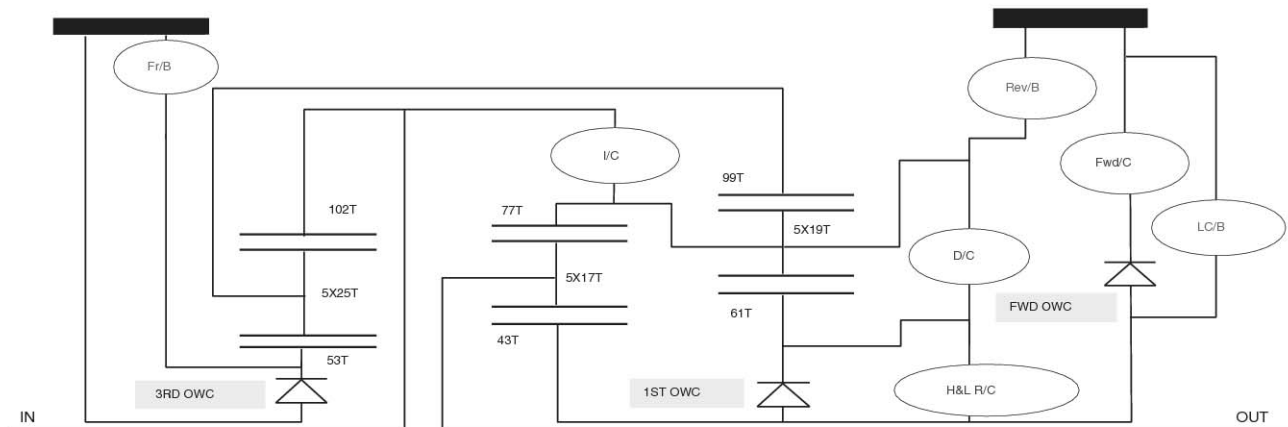 Fr/B
Rev/B
I/C
Fwd/C
99T
102T
77T
5X19T
LC/B
D/C
5X25T
5X17T
FWD OWC
61T
43T
53T
3RD OWC
1ST OWC
H&L R/C
IN
OUT